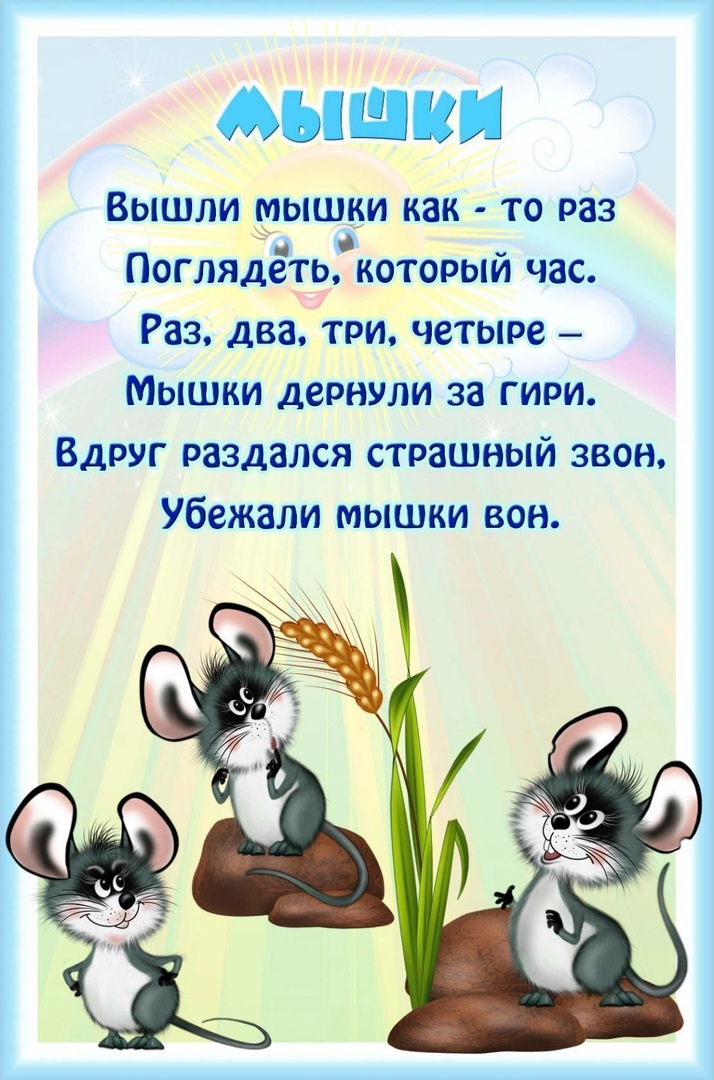 МЫШКИ
Вышли мышки как - то раз
Поглядеть, который час.
Раз, два, три, четыре –
Мышки дернули за гири.
Вдруг раздался страшный звон,
Убежали мышки вон.